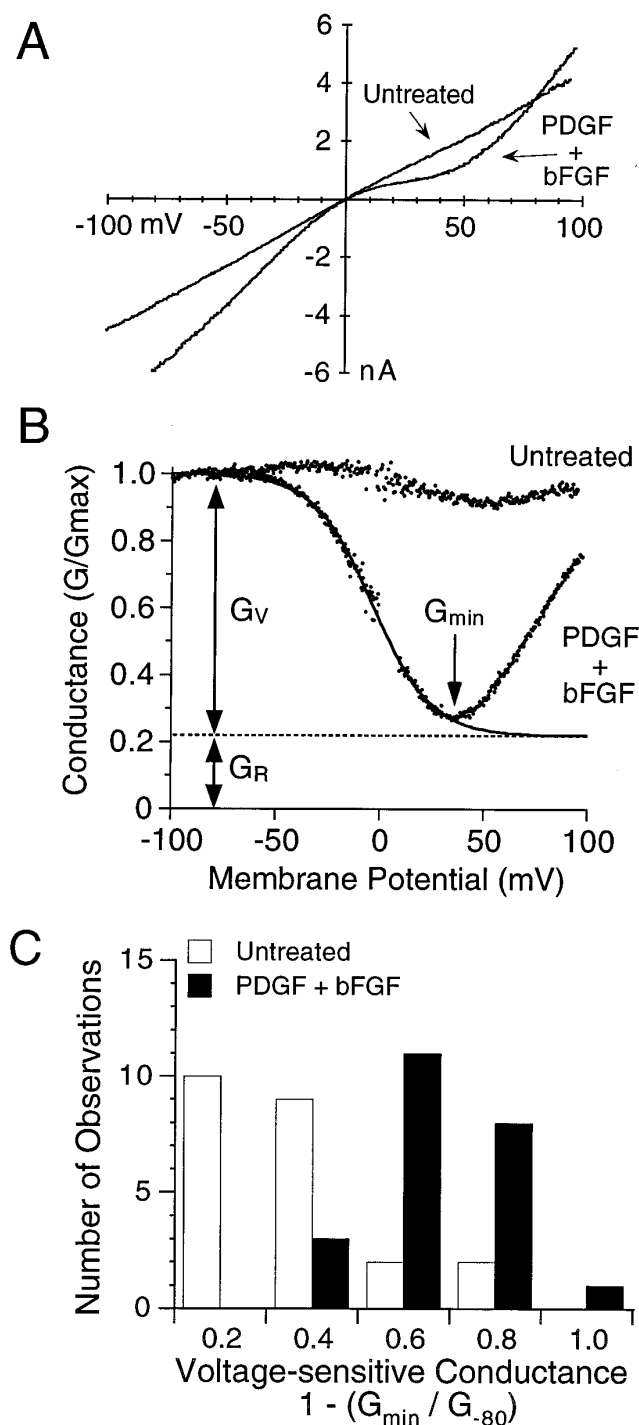 A
6
4
2
Untreated
PDGF
+
bFGF
-100 mV
-50
50
100
-2
-4
-6
nA
B
Conductance (G/Gmax)
1.0
0.8
0.6
0.4
0.2
0
Untreated
GV
Gmin
PDGF
+
bFGF
GR
-100
-50
0
50
100
Membrane Potential (mV)
C
Untreated
PDGF + bFGF
Number of Observations
15
10
5
0
0.2
0.4
0.6
0.8
1.0
Voltage-sensitive Conductance
1 - (Gmin / G-80)